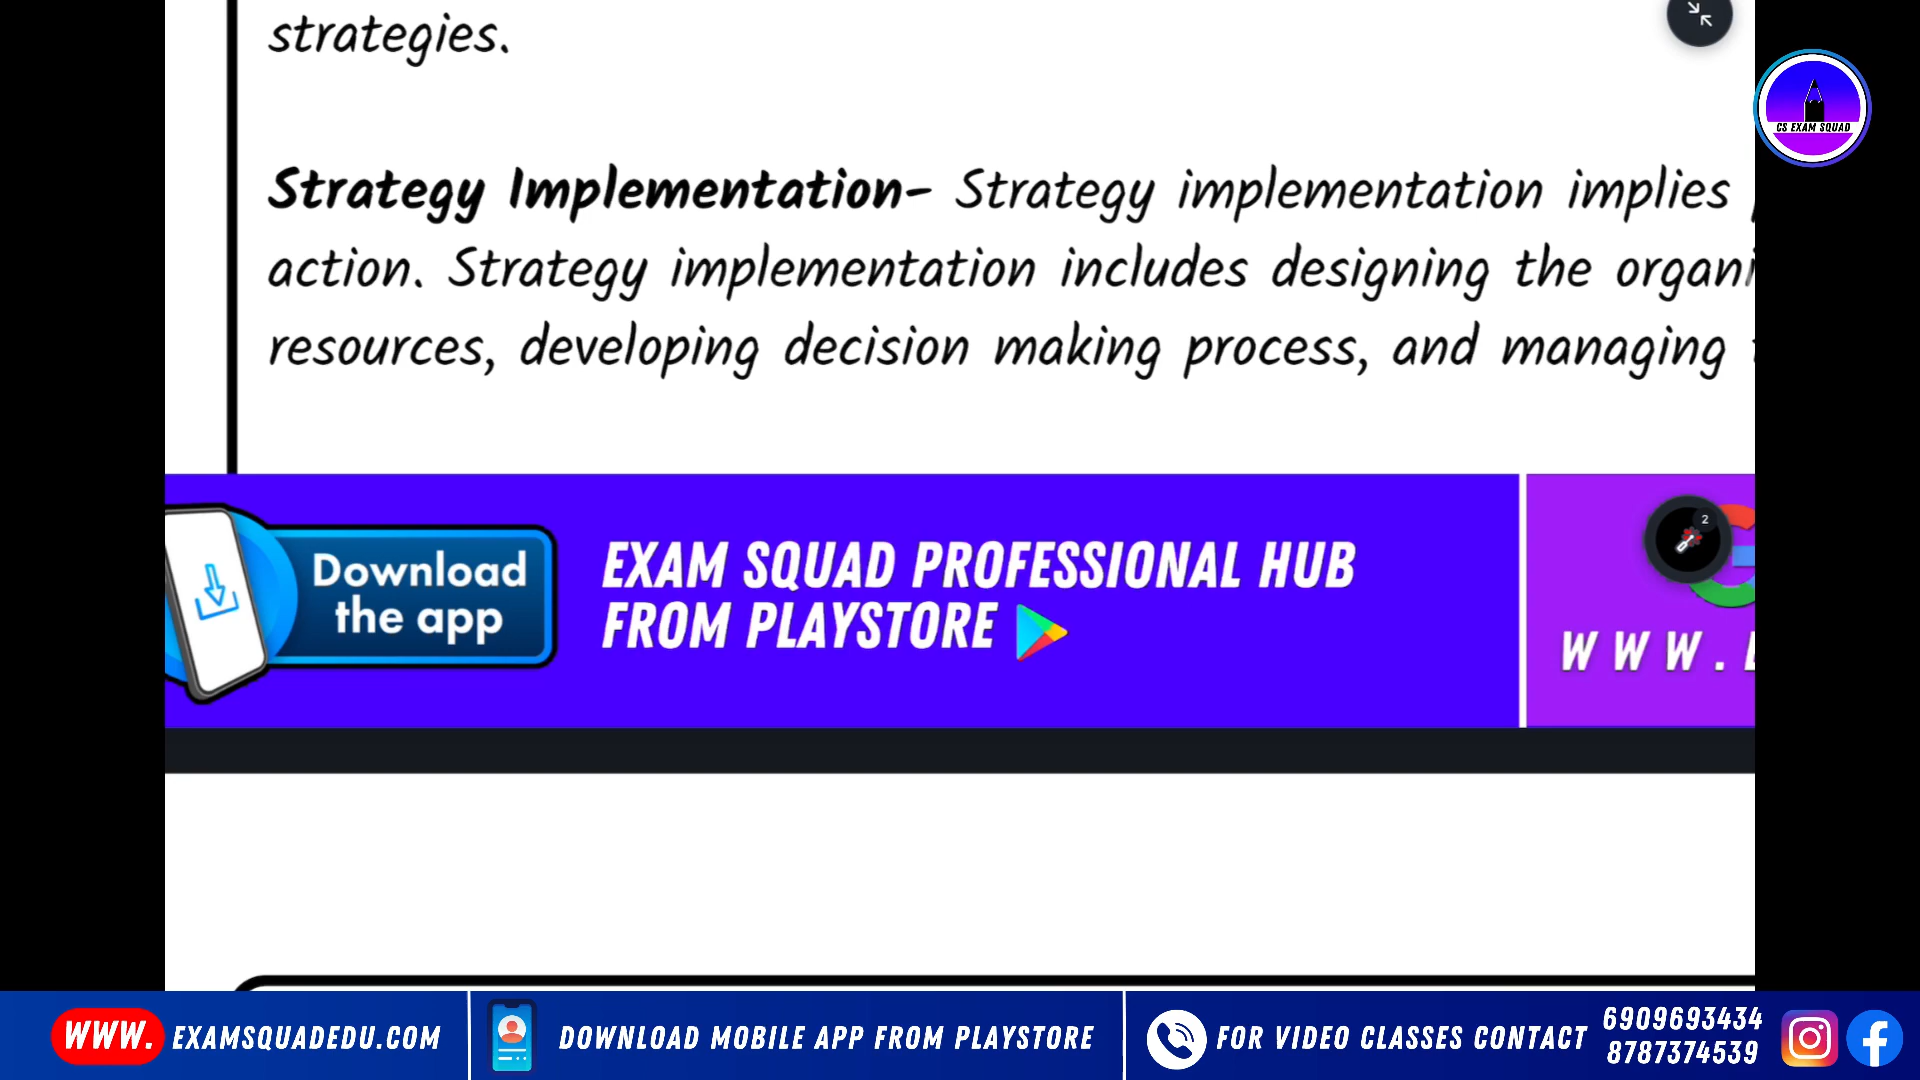 strategies.
CS EXAM SQUAD
Strategy Implementation- Strategy implementation implies
action. Strategy implementation includes designing the organi
resources, developing decision making process, and managing
Download
the app
EXAM SQUAD PROFESSIONAL HUB
FROM PLAYSTORE
2
WWW.
WWW. EXAMSQUADEDU.COM
DOWNLOAD MOBILE APP FROM PLAYSTORE
FOR VIDEO CLASSES CONTACT
6909693434
8787374539